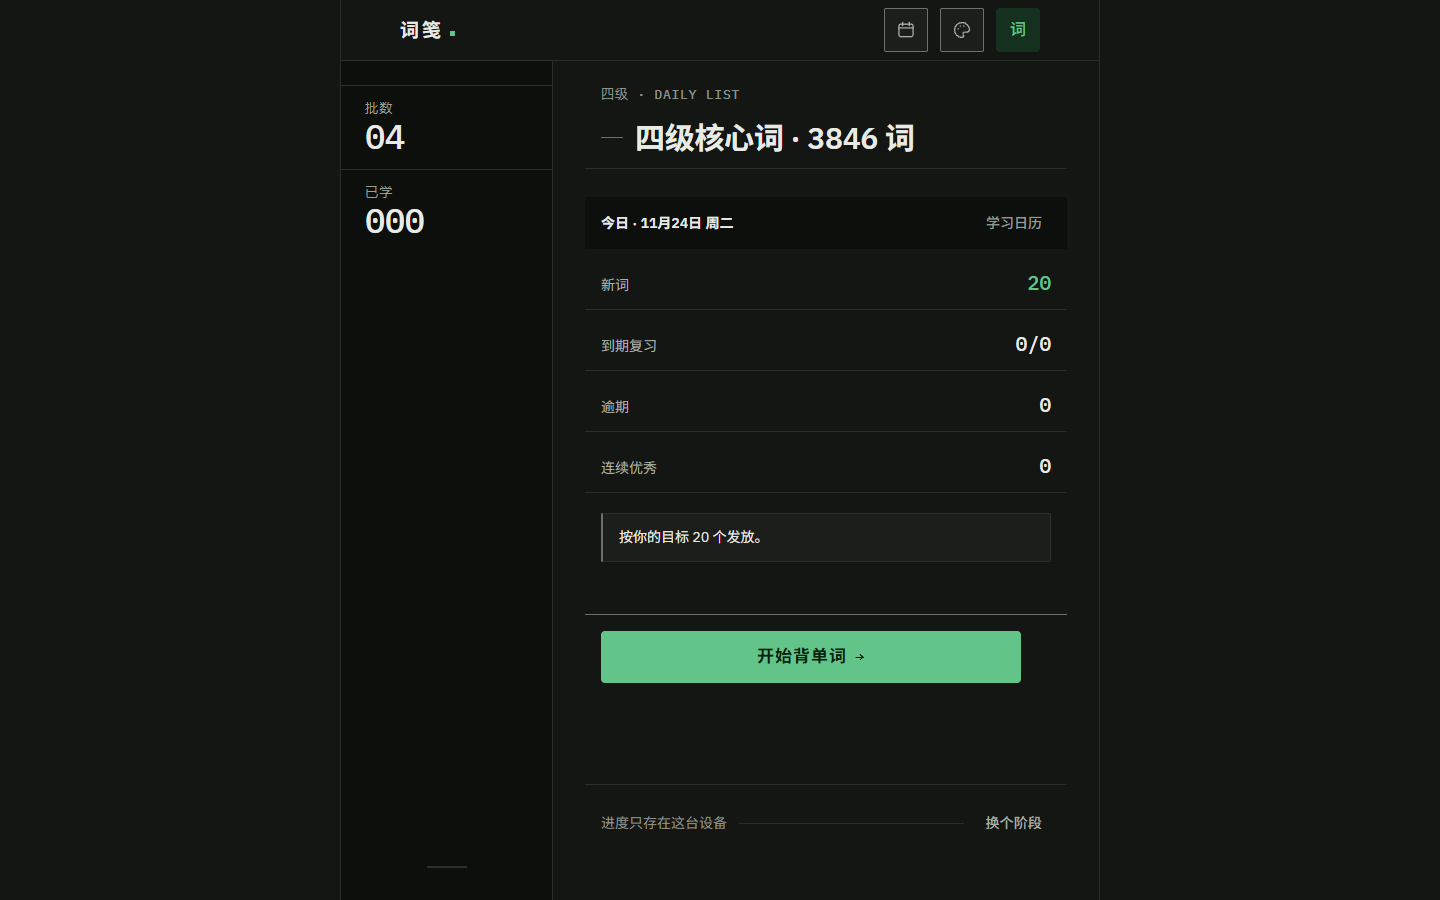 词笺
词
批数
04
已学
000
四级 · DAILY LIST
四级核心词 · 3846 词
今日 · 11月24日 周二
学习日历
新词
20
到期复习
0/0
逾期
0
连续优秀
0
按你的目标 20 个发放。
开始背单词 →
进度只存在这台设备
换个阶段